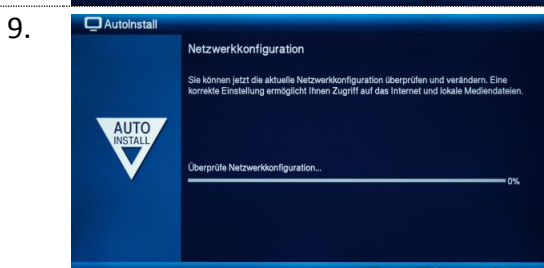 9.
AutoInstall
Netzwerkkonfiguration
Sie können jetzt die aktuelle Netzwerkkonfiguration überprüfen und verändern. Eine
korrekte Einstellung ermöglicht Ihnen Zugriff auf das Internet und lokale Mediendateien.
AUTO
INSTALL
Überprüfe Netzwerkkonfiguration...
0%